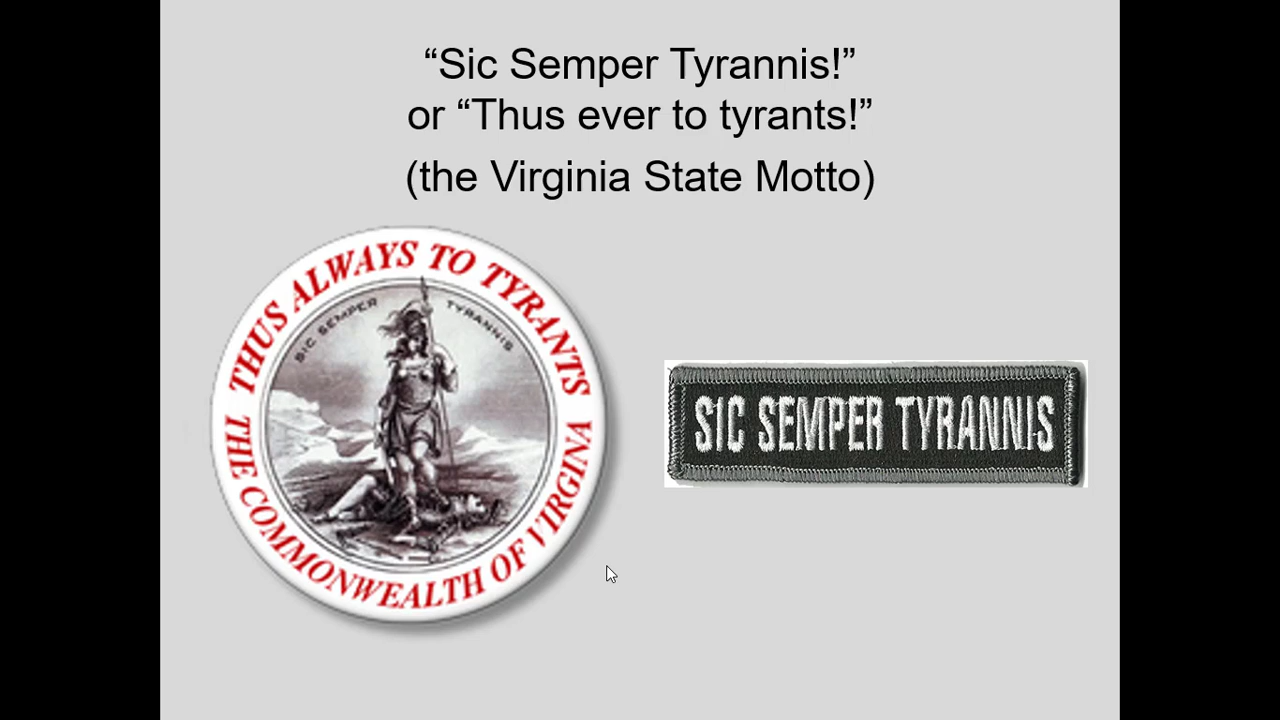 “Sic Semper Tyrannis!”
or “Thus ever to tyrants!”
(the Virginia State Motto)
THUS ALWAYS TO TYRANTS
SIC SEMPER TYRANNIS
THE COMMONWEALTH OF VIRGINA
SIC SEMPER TYRANNIS